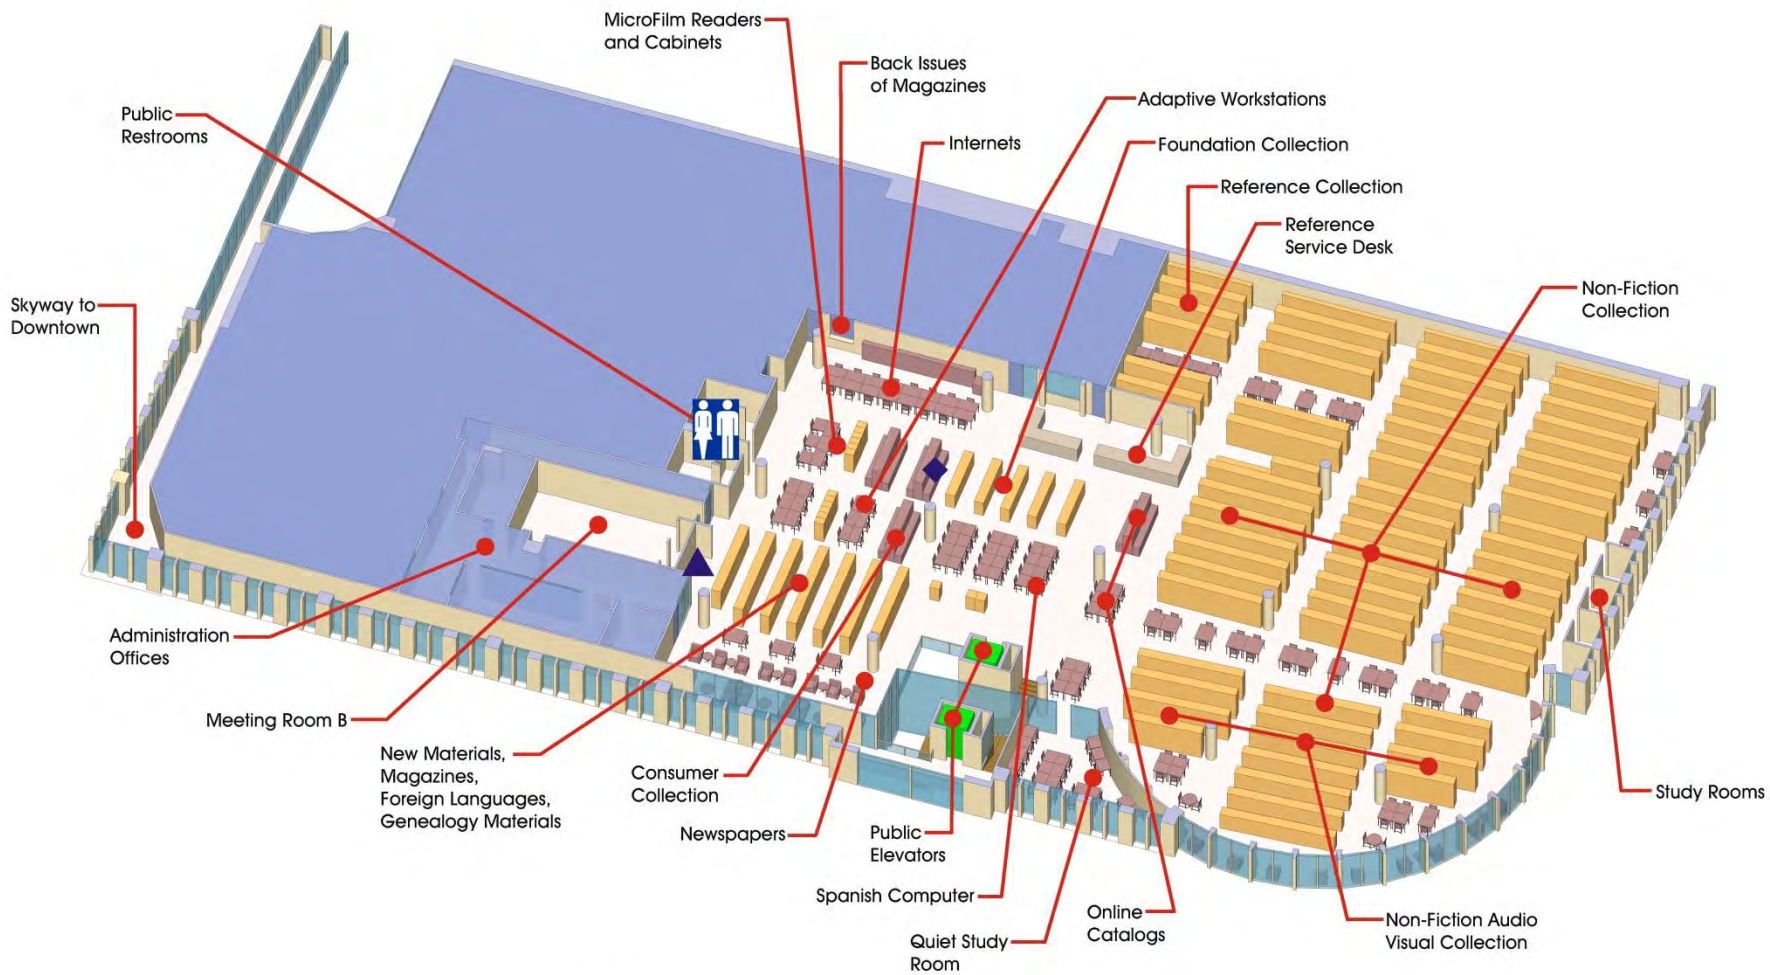 MicroFilm Readers
and Cabinets
Back Issues
of Magazines
Public
Restrooms
Adaptive Workstations
Internets
Foundation Collection
Reference Collection
Reference
Service Desk
Skyway to
Downtown
Non-Fiction
Collection
Administration
Offices
Meeting Room B
New Materials,
Magazines,
Foreign Languages,
Genealogy Materials
Consumer
Collection
Newspapers
Public
Elevators
Spanish Computer
Quiet Study
Room
Online
Catalogs
Non-Fiction Audio
Visual Collection
Study Rooms